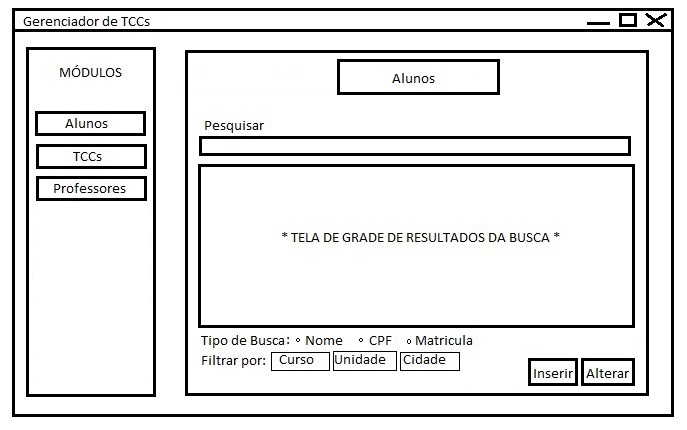 Gerenciador de TCCs
MÓDULOS
Alunos
TCCs
Professores
Alunos
Pesquisar
* TELA DE GRADE DE RESULTADOS DA BUSCA *
Tipo de Busca: Nome CPF Matricula
Filtrar por: Curso Unidade Cidade
Inserir Alterar